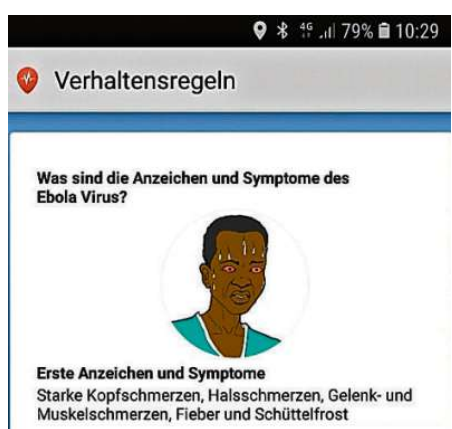 4G 79% 10:29
Verhaltensregeln
Was sind die Anzeichen und Symptome des
Ebola Virus?
Erste Anzeichen und Symptome
Starke Kopfschmerzen, Halsschmerzen, Gelenk- und
Muskelschmerzen, Fieber und Schüttelfrost